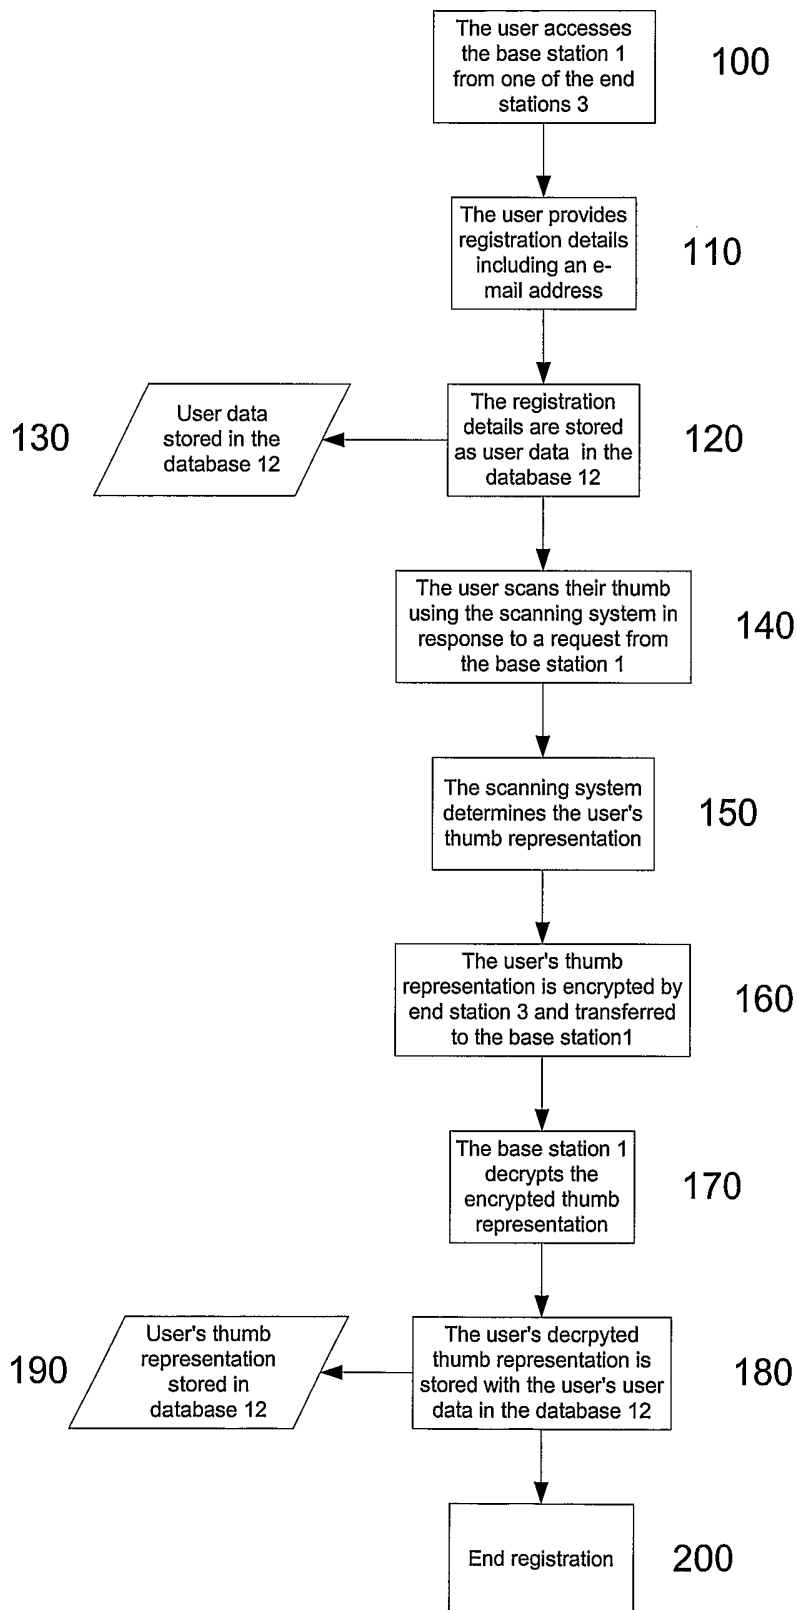 The user accesses
the base station 1
from one of the end
stations 3
100
The user provides
registration details
including an e-
mail address
110
130
User data
stored in the
database 12
The registration
details are stored
as user data in the
database 12
120
The user scans their thumb
using the scanning system in
response to a request from
the base station 1
140
The scanning system
determines the user's
thumb representation
150
The user's thumb
representation is encrypted by
end station 3 and transferred
to the base station1
160
The base station 1
decrypts the
encrypted thumb
representation
170
190
User's thumb
representation
stored in
database 12
The user's decrpyted
thumb representation is
stored with the user's user
data in the database 12
180
End registration
200